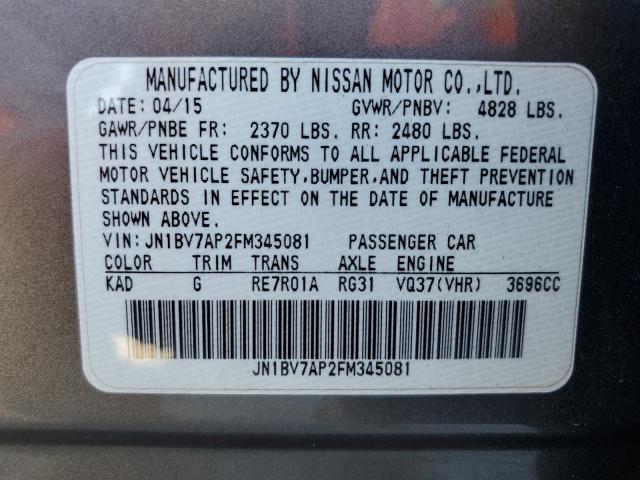 MANUFACTURED BY NISSAN MOTOR CO.,LTD.
DATE: 04/15 GVWR/PNBV: 4828 LBS.
GAWR/PNBE FR: 2370 LBS. RR: 2480 LBS.
THIS VEHICLE CONFORMS TO ALL APPLICABLE FEDERAL
MOTOR VEHICLE SAFETY,BUMPER,AND THEFT PREVENTION
STANDARDS IN EFFECT ON THE DATE OF MANUFACTURE
SHOWN ABOVE.
VIN:JN1BV7AP2FM345081 PASSENGER CAR
COLOR TRIM TRANS AXLE ENGINE
KAD G RE7R01A RG31 VQ37(VHR) 3696CC
JN1BV7AP2FM345081